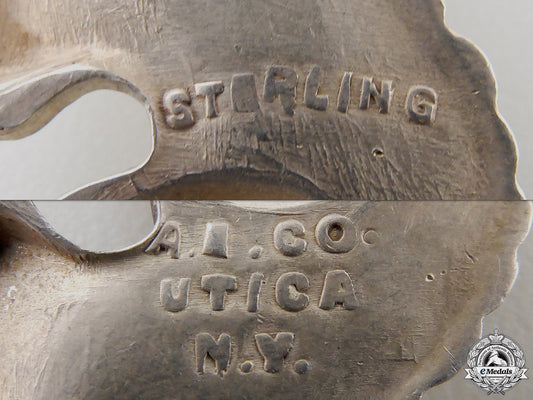 STERLING
A.I.CO.
UTICA
N.Y.
eMedals